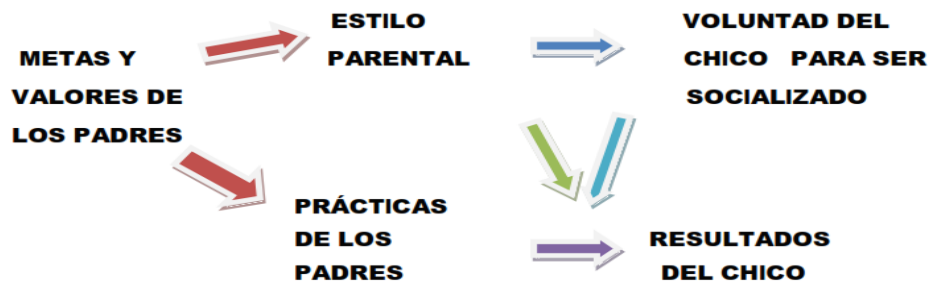 METAS Y
VALORES DE
LOS PADRES
ESTILO
PARENTAL
VOLUNTAD DEL
CHICO PARA SER
SOCIALIZADO
PRÁCTICAS
DE LOS
PADRES
RESULTADOS
DEL CHICO